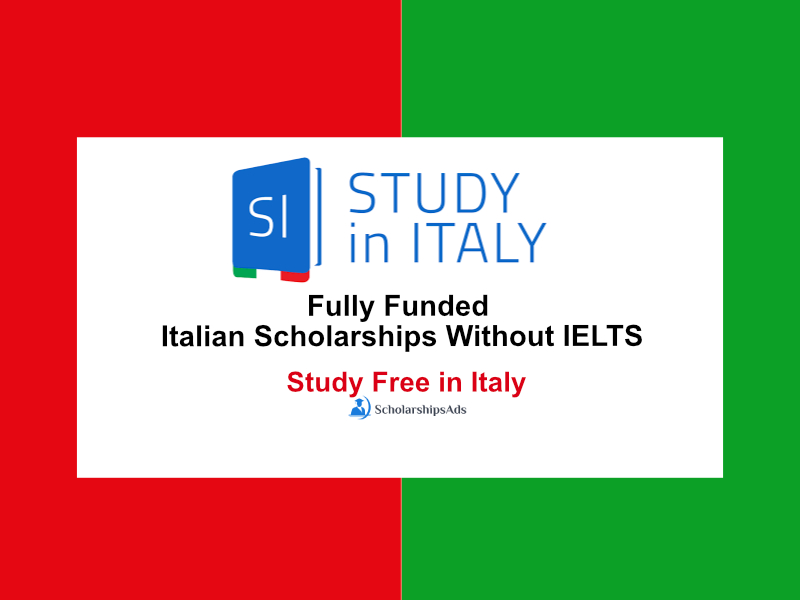 SI
STUDY
in ITALY
Fully Funded
Italian Scholarships Without IELTS
Study Free in Italy
ScholarshipsAds